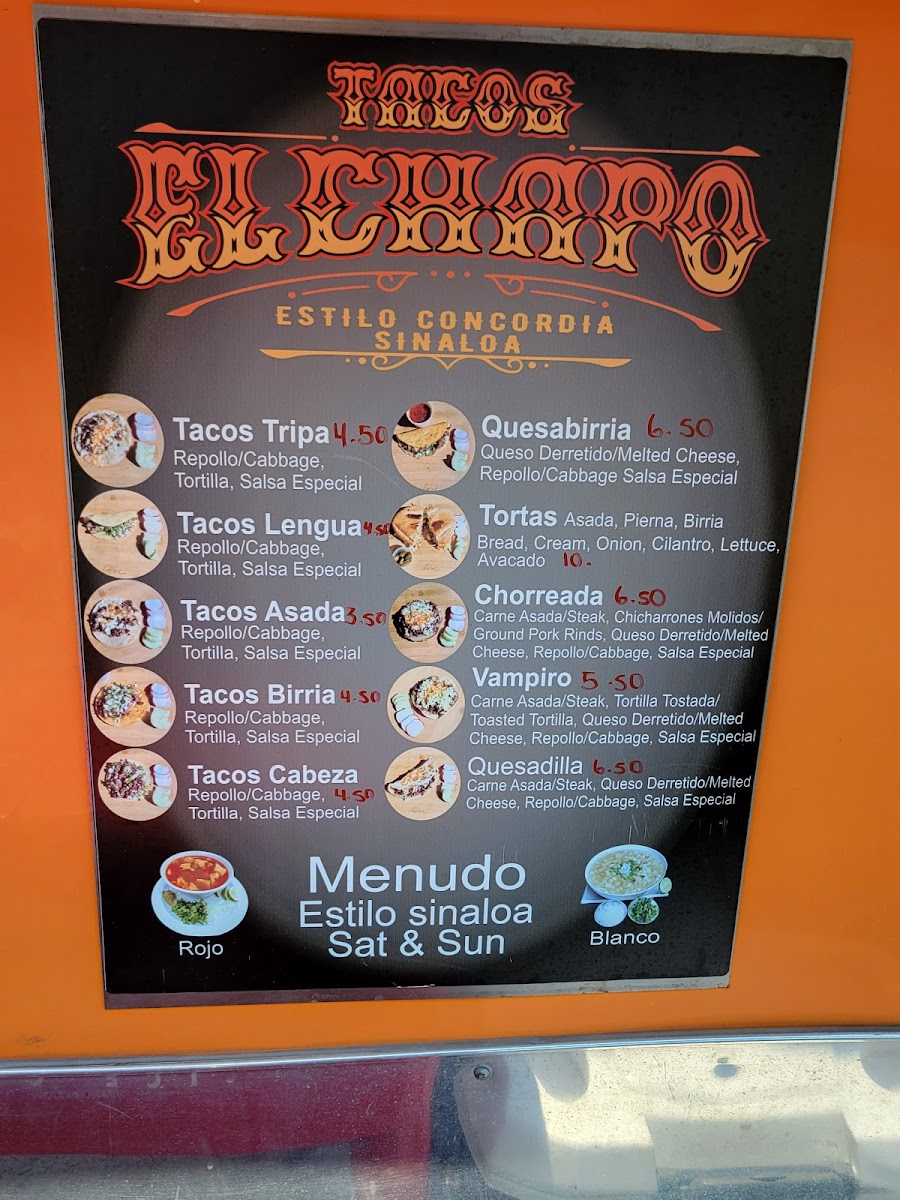 TACOS
EL CHAPO
ESTILO CONCORDIA
SINALOA
Tacos Tripa 4.50
Repollo/Cabbage,
Tortilla, Salsa Especial
Tacos Lengua 4.50
Repollo/Cabbage,
Tortilla, Salsa Especial
Tacos Asada 3.50
Repollo/Cabbage,
Tortilla, Salsa Especial
Tacos Birria 4.50
Repollo/Cabbage,
Tortilla, Salsa Especial
Tacos Cabeza
Repollo/Cabbage, 4.50
Tortilla, Salsa Especial
Quesabirria 6.50
Queso Derretido/Melted Cheese,
Repollo/Cabbage Salsa Especial
Tortas Asada, Pierna, Birria
Bread, Cream, Onion, Cilantro, Lettuce,
Avacado 10.
Chorreada 6.50
Carne Asada/Steak, Chicharrones Molidos/
Ground Pork Rinds, Queso Derretido/Melted
Cheese, Repollo/Cabbage, Salsa Especial
Vampiro 5.50
Carne Asada/Steak, Tortilla Tostada/
Toasted Tortilla, Queso Derretido/Melted
Cheese, Repollo/Cabbage, Salsa Especial
Quesadilla 6.50
Carne Asada/Steak, Queso Derretido/Melted
Cheese, Repollo/Cabbage, Salsa Especial
Menudo
Estilo sinaloa
Sat & Sun
Rojo
Blanco